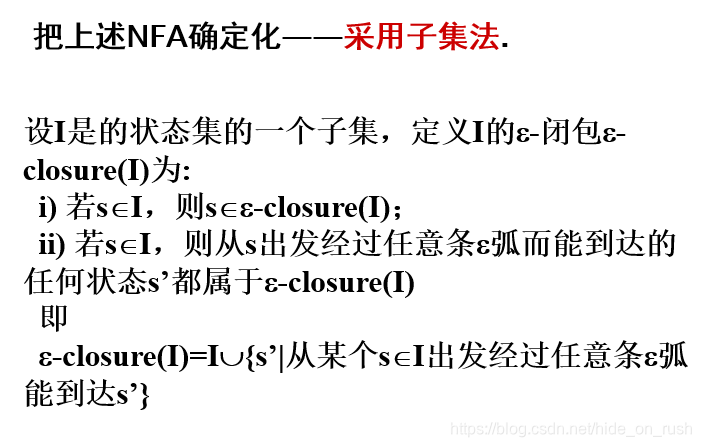 把上述NFA确定化——采用子集法.
设I是的状态集的一个子集，定义I的ε-闭包ε-
closure(I)为:
i) 若s∈I，则s∈ε-closure(I)；
ii) 若s∈I，则从s出发经过任意条ε弧而能到达的
任何状态s’都属于ε-closure(I)
即
ε-closure(I)=I∪{s’|从某个s∈I出发经过任意条ε弧
能到达s’}
https://blog.csdn.net/hide_on_rush